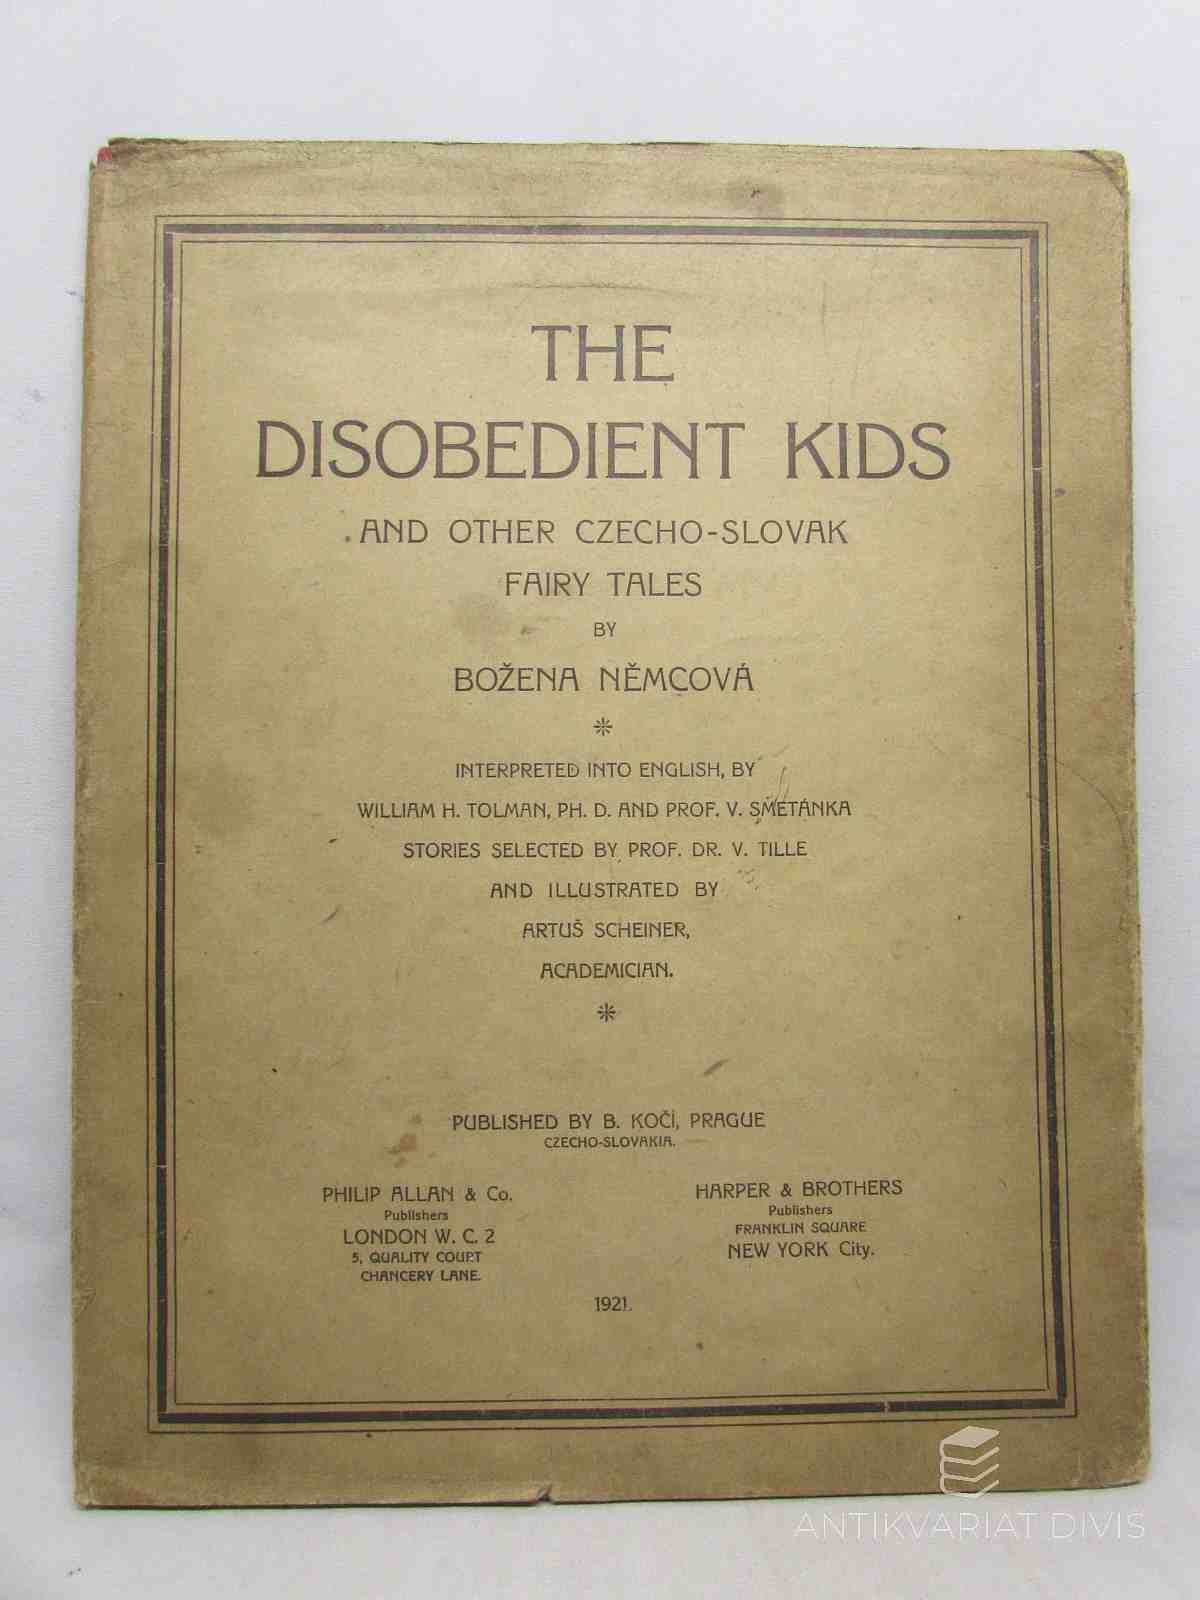 THE
DISOBEDIENT KIDS
AND OTHER CZECHO-SLOVAK
FAIRY TALES
BY
BOŽENA NĚMCOVÁ
INTERPRETED INTO ENGLISH, BY
WILLIAM H. TOLMAN, PH. D. AND PROF. V. SMETÁNKA
STORIES SELECTED BY PROF. DR. V. TILLE
AND ILLUSTRATED BY
ARTUŠ SCHEINER,
ACADEMICIAN.
PUBLISHED BY B. KOČÍ, PRAGUE
CZECHO-SLOVAKIA.
PHILIP ALLAN & Co.
Publishers
LONDON W. C. 2
5, QUALITY COURT
CHANCERY LANE.
HARPER & BROTHERS
Publishers
FRANKLIN SQUARE
NEW YORK City.
1921.
ANTIKVARIAT DIVIS